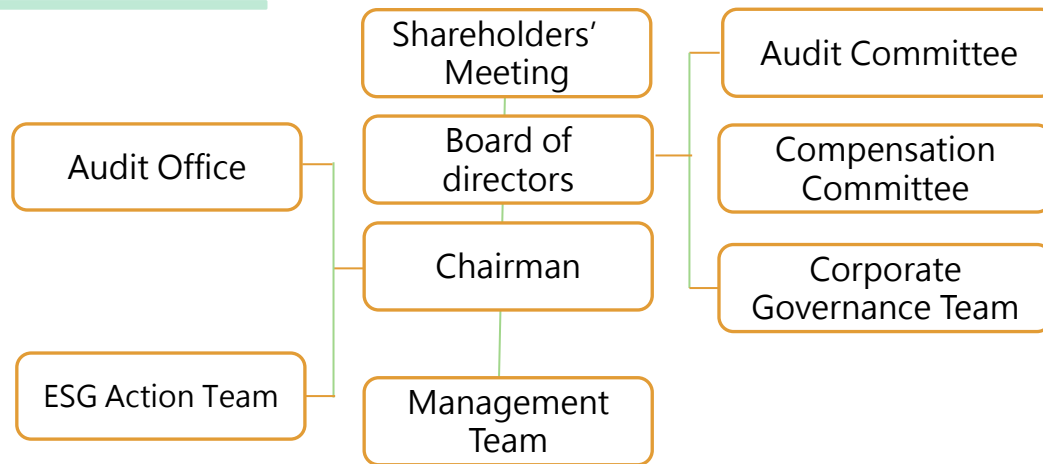 Shareholders’
Meeting
Audit Committee
Board of
directors
Audit Office
Compensation
Committee
Chairman
Corporate
Governance Team
ESG Action Team
Management
Team